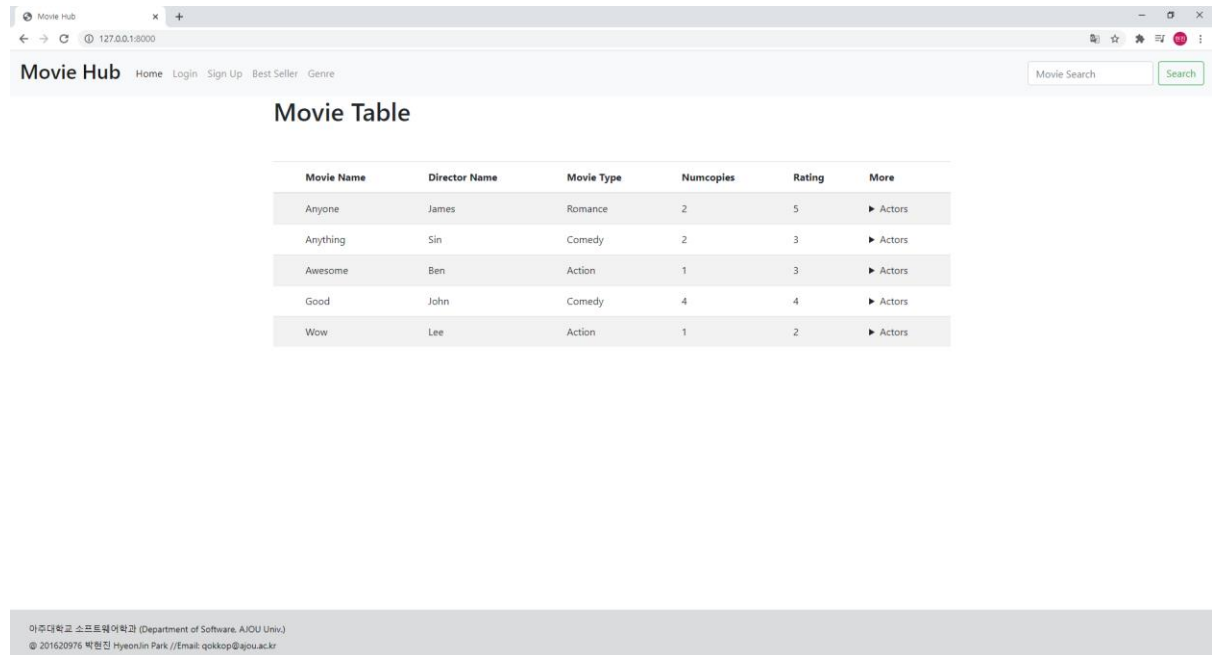 Movie Hub
127.0.0.1:8000
Movie Hub Home Login Sign Up Best Seller Genre Movie Search Search
Movie Table
Movie Name Director Name Movie Type Numcopies Rating More
Anyone James Romance 2 5 ▶ Actors
Anything Sin Comedy 2 3 ▶ Actors
Awesome Ben Action 1 3 ▶ Actors
Good John Comedy 4 4 ▶ Actors
Wow Lee Action 1 2 ▶ Actors
아주대학교 소프트웨어학과 (Department of Software, AJOU Univ.)
@ 201620976 박현진 HyeonJin Park //Email: qokkop@ajou.ac.kr